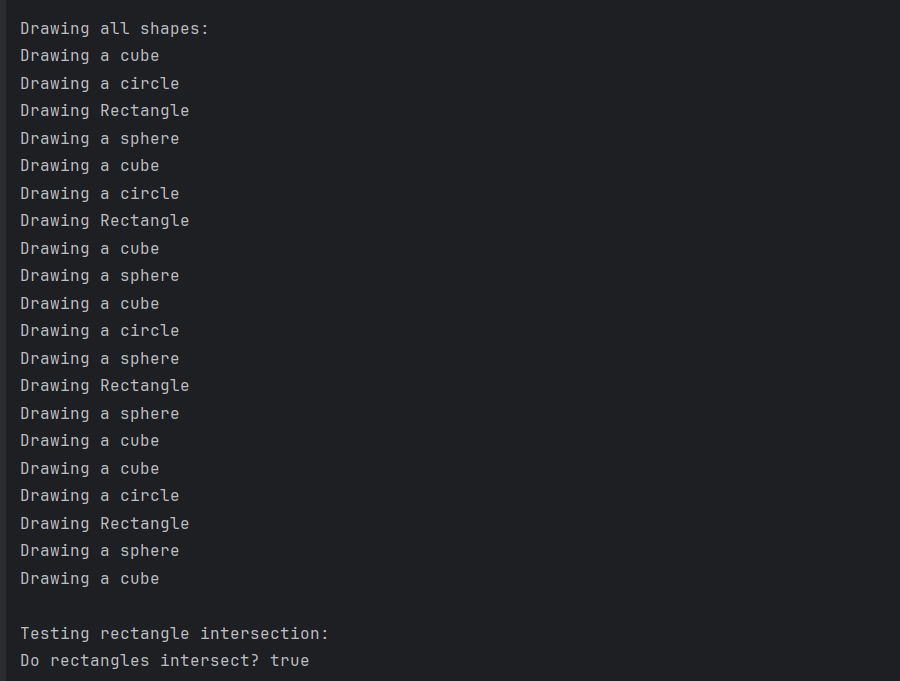 Drawing all shapes:
Drawing a cube
Drawing a circle
Drawing Rectangle
Drawing a sphere
Drawing a cube
Drawing a circle
Drawing Rectangle
Drawing a cube
Drawing a sphere
Drawing a cube
Drawing a circle
Drawing a sphere
Drawing Rectangle
Drawing a sphere
Drawing a cube
Drawing a cube
Drawing a circle
Drawing Rectangle
Drawing a sphere
Drawing a cube
Testing rectangle intersection:
Do rectangles intersect? true